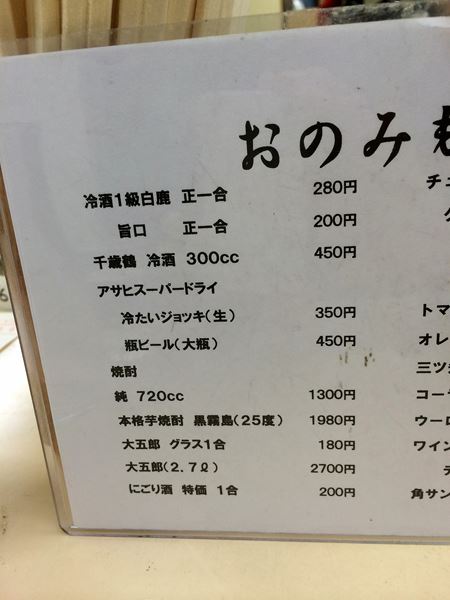 おのみ
冷酒1級白鹿 正一合 280円
旨口 正一合 200円
千歳鶴 冷酒 300cc 450円
アサヒスーパードライ
冷たいジョッキ(生) 350円
瓶ビール(大瓶) 450円
焼酎
純 720cc 1300円
本格芋焼酎 黒霧島(25度) 1980円
大五郎 グラス1合 180円
大五郎(2.7ℓ) 2700円
にごり酒 特価 1合 200円
チュ
トマ
オレ
三ツ
コー
ウーロ
ワイン
角サン